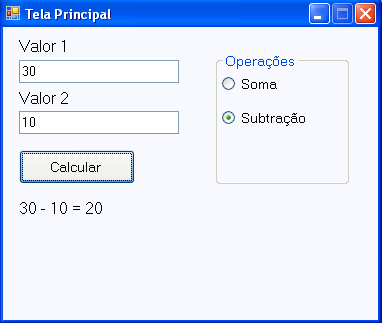 Tela Principal
Valor 1
30
Valor 2
10
Calcular
30 - 10 = 20
Operações
Soma
Subtração